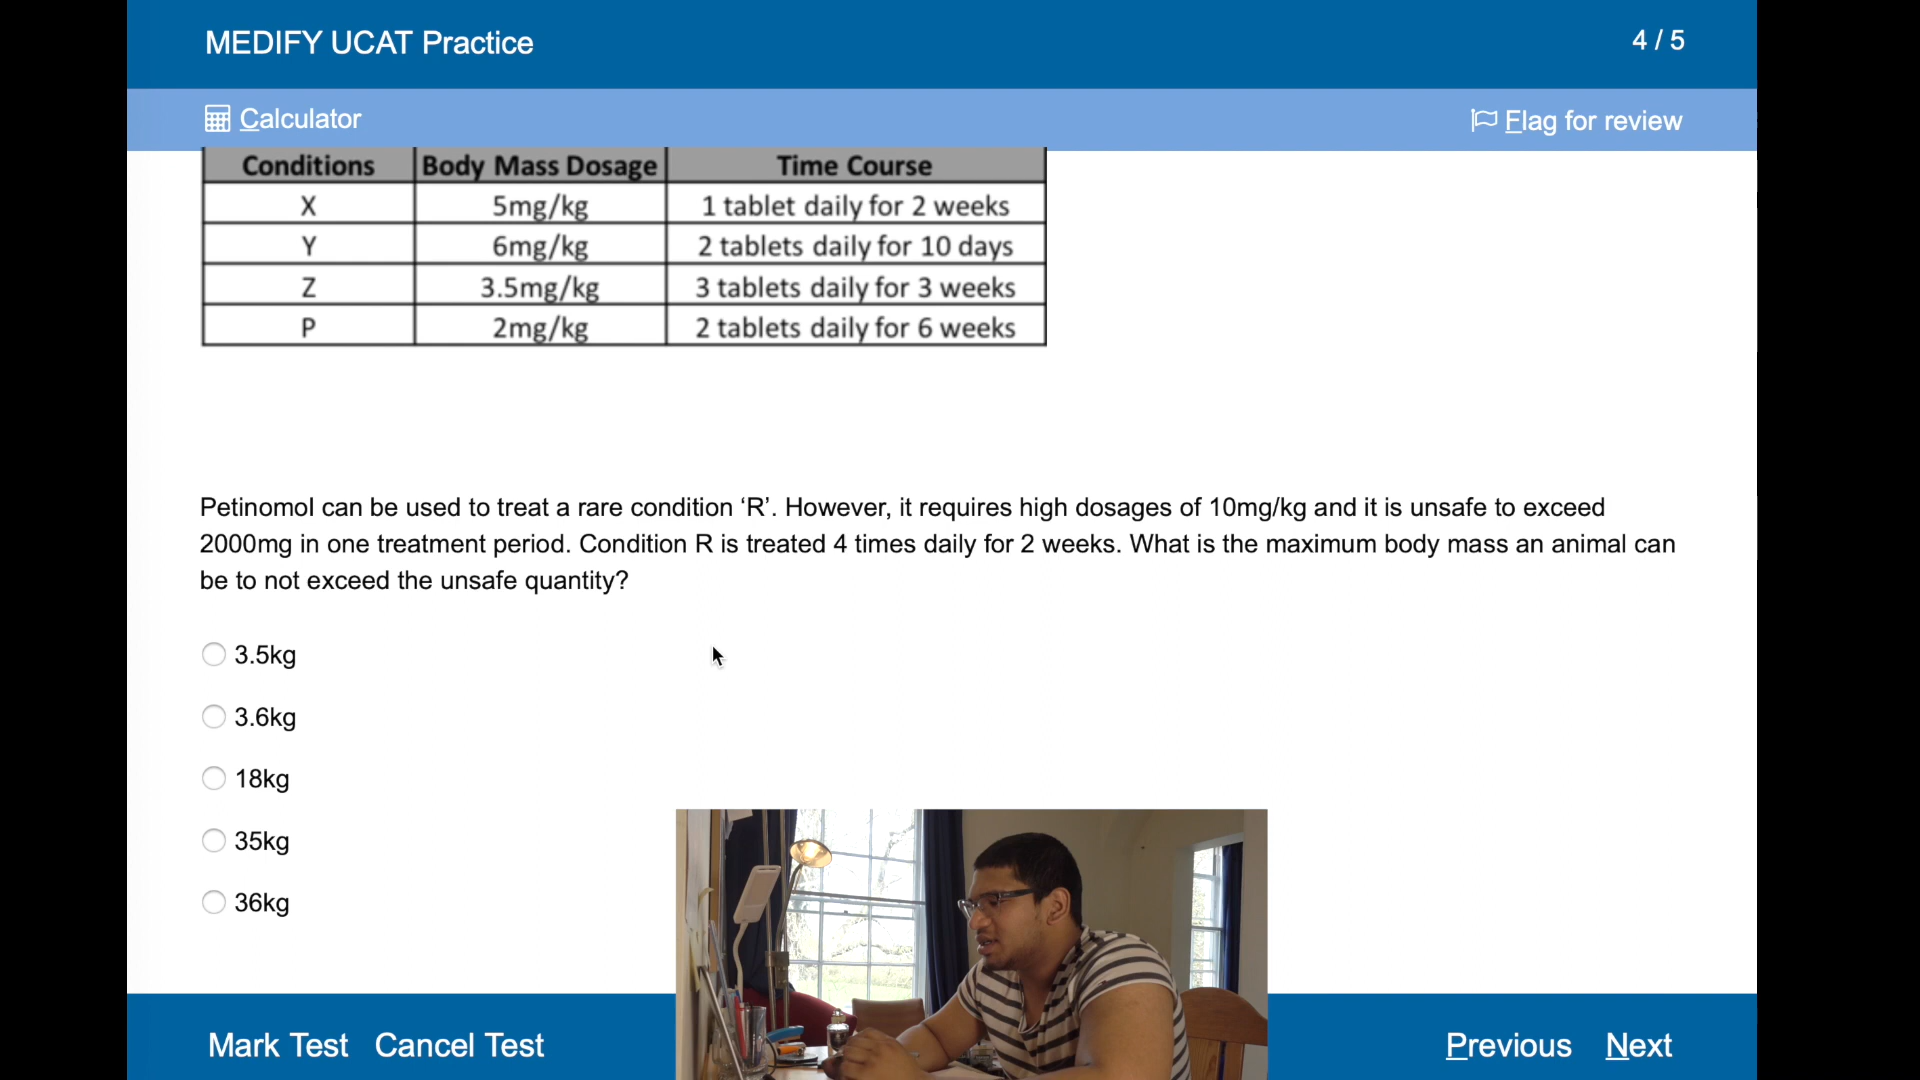 MEDIFY UCAT Practice
4 / 5
Calculator
Flag for review
Conditions Body Mass Dosage Time Course
X 5mg/kg 1 tablet daily for 2 weeks
Y 6mg/kg 2 tablets daily for 10 days
Z 3.5mg/kg 3 tablets daily for 3 weeks
P 2mg/kg 2 tablets daily for 6 weeks
Petinomol can be used to treat a rare condition ‘R’. However, it requires high dosages of 10mg/kg and it is unsafe to exceed
2000mg in one treatment period. Condition R is treated 4 times daily for 2 weeks. What is the maximum body mass an animal can
be to not exceed the unsafe quantity?
3.5kg
3.6kg
18kg
35kg
36kg
Mark Test Cancel Test
Previous Next